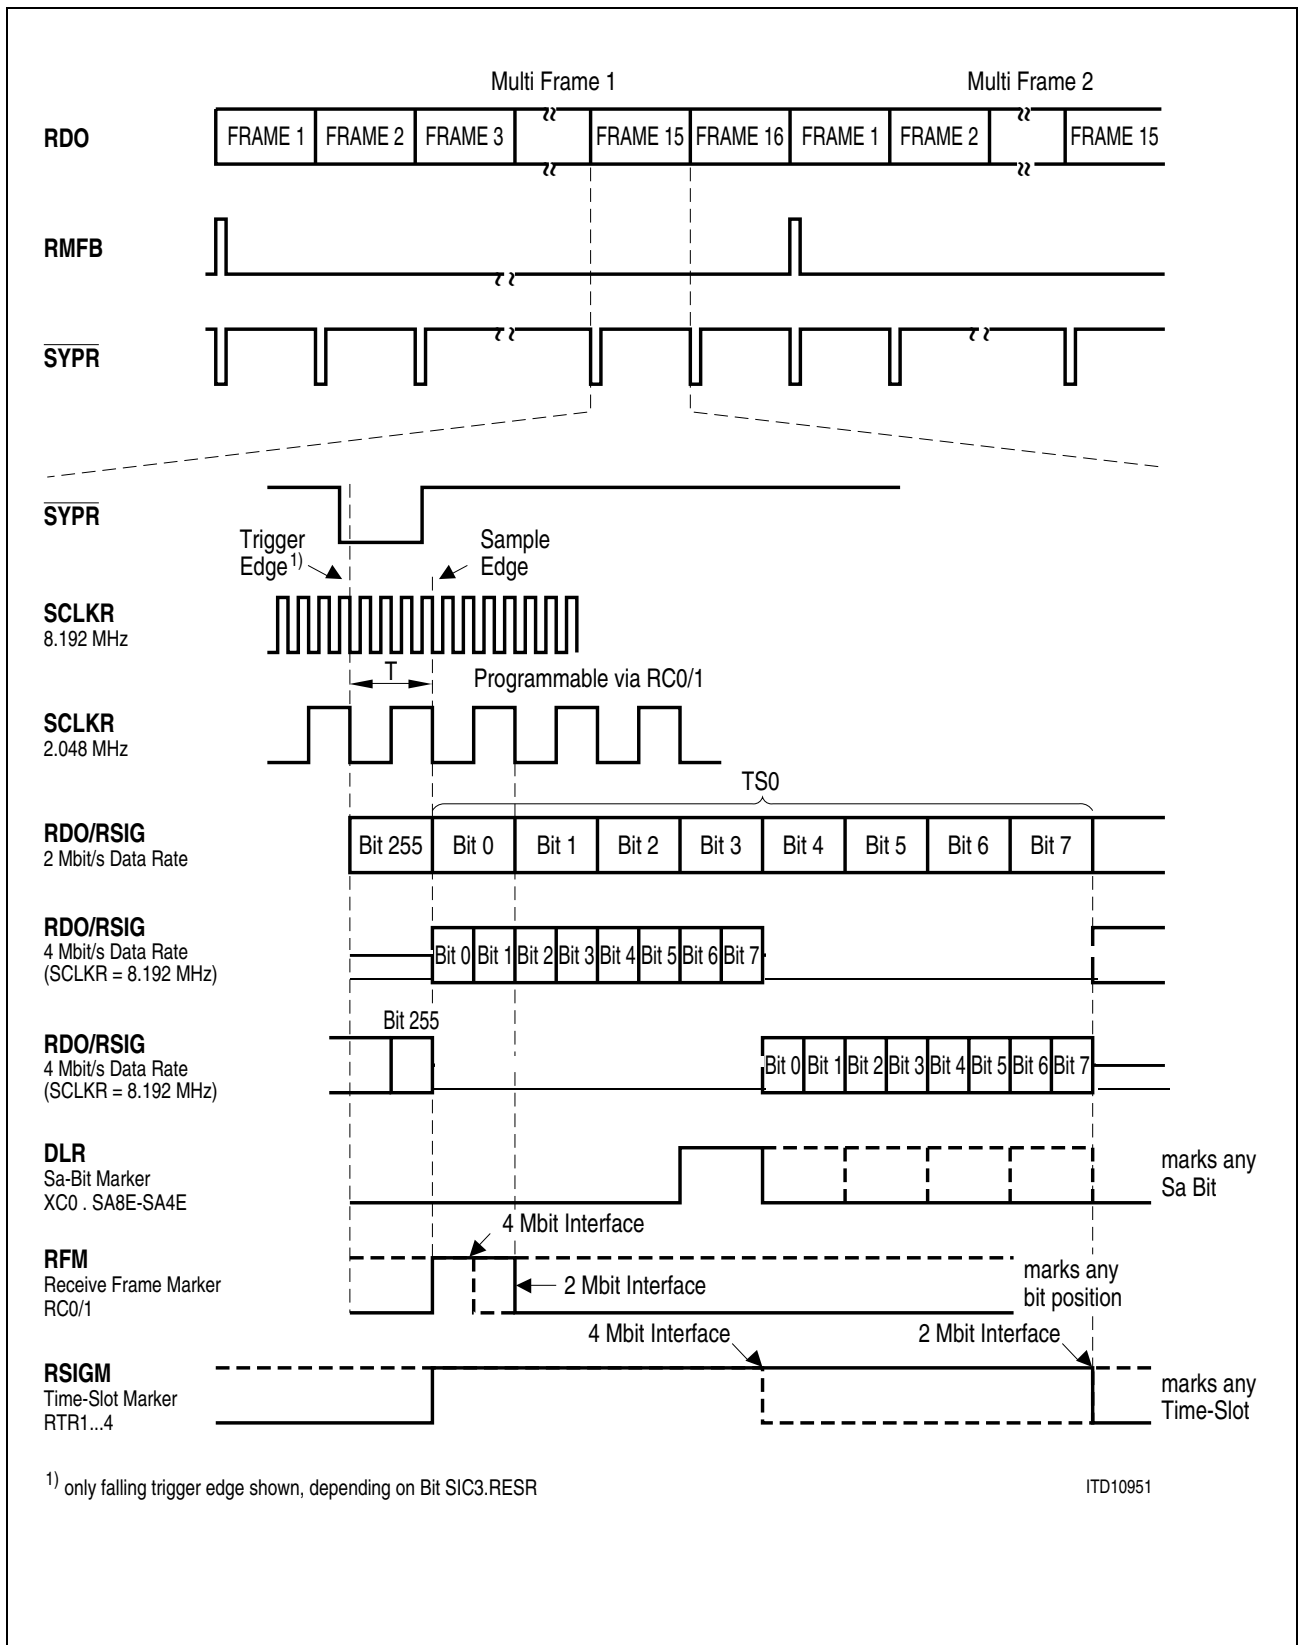 Multi Frame 1 Multi Frame 2
RDO FRAME 1 FRAME 2 FRAME 3 FRAME 15 FRAME 16 FRAME 1 FRAME 2 FRAME 15
RMFB
SYPR
SYPR
Trigger
Edge 1)
Sample
Edge
SCLKR
8.192 MHz
T
Programmable via RC0/1
SCLKR
2.048 MHz
TS0
RDO/RSIG
2 Mbit/s Data Rate
Bit 255 Bit 0 Bit 1 Bit 2 Bit 3 Bit 4 Bit 5 Bit 6 Bit 7
RDO/RSIG
4 Mbit/s Data Rate
(SCLKR = 8.192 MHz)
Bit 0 Bit 1 Bit 2 Bit 3 Bit 4 Bit 5 Bit 6 Bit 7
Bit 255
RDO/RSIG
4 Mbit/s Data Rate
(SCLKR = 8.192 MHz)
Bit 0 Bit 1 Bit 2 Bit 3 Bit 4 Bit 5 Bit 6 Bit 7
DLR
Sa-Bit Marker
XC0 . SA8E-SA4E
marks any
Sa Bit
4 Mbit Interface
RFM
Receive Frame Marker
RC0/1
2 Mbit Interface
marks any
bit position
4 Mbit Interface 2 Mbit Interface
RSIGM
Time-Slot Marker
RTR1...4
marks any
Time-Slot
1) only falling trigger edge shown, depending on Bit SIC3.RESR
ITD10951